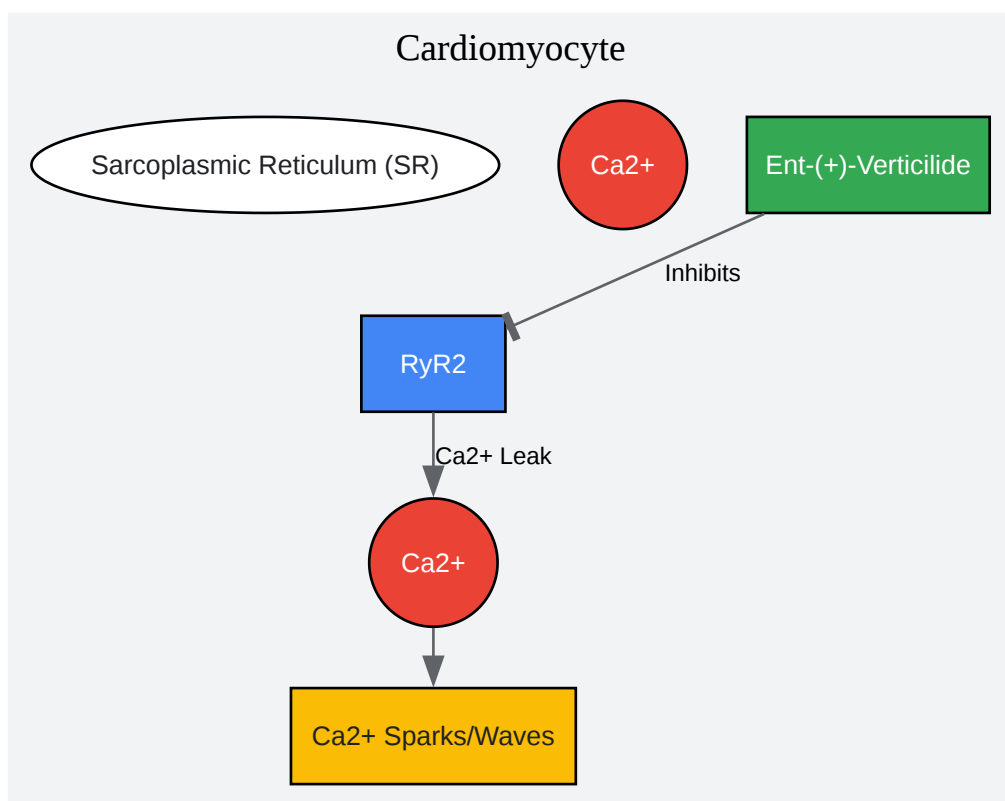 Cardiomyocyte
Sarcoplasmic Reticulum (SR)
Ca2+
Ent-(+)-Verticilide
Inhibits
RyR2
Ca2+ Leak
Ca2+
Ca2+ Sparks/Waves